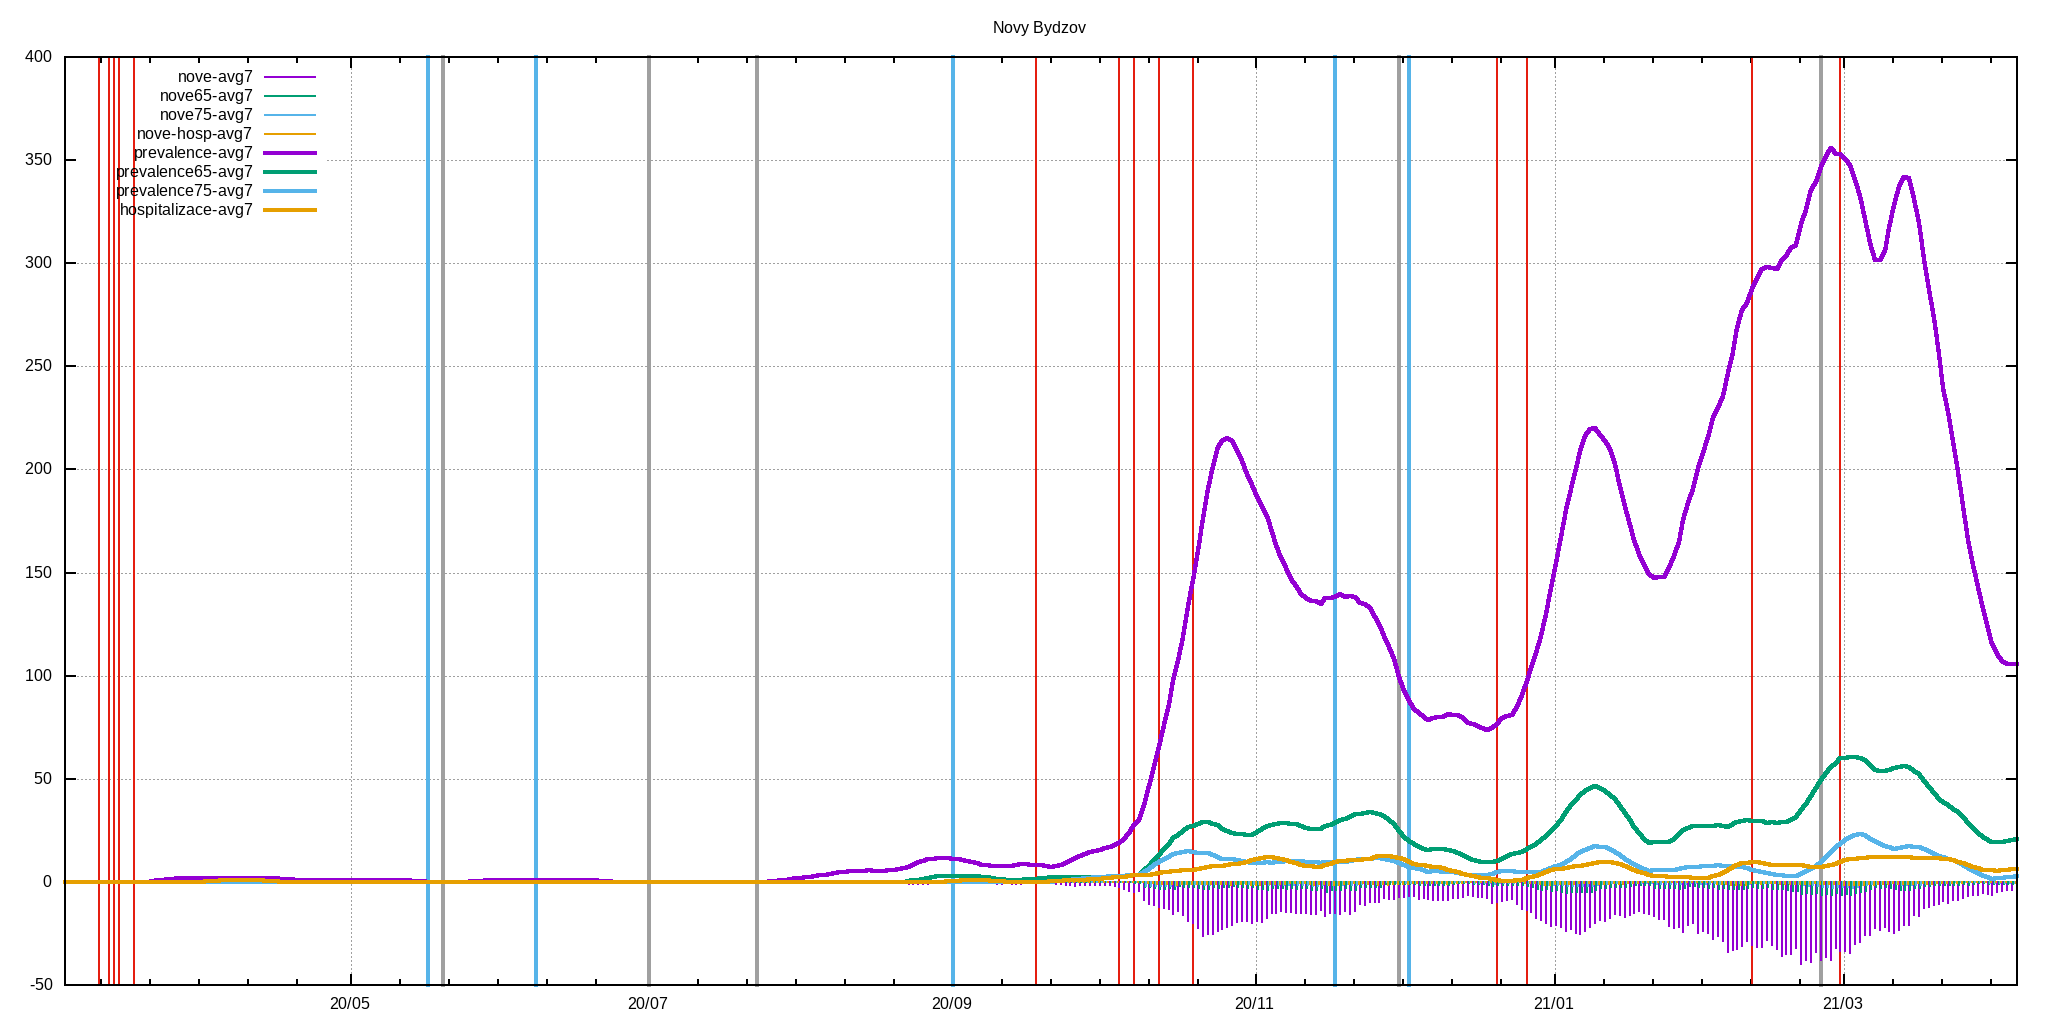 Novy Bydzov
400
350
300
250
200
150
100
50
0
-50
nove-avg7
nove65-avg7
nove75-avg7
nove-hosp-avg7
prevalence-avg7
prevalence65-avg7
prevalence75-avg7
hospitalizace-avg7
20/05
20/07
20/09
20/11
21/01
21/03